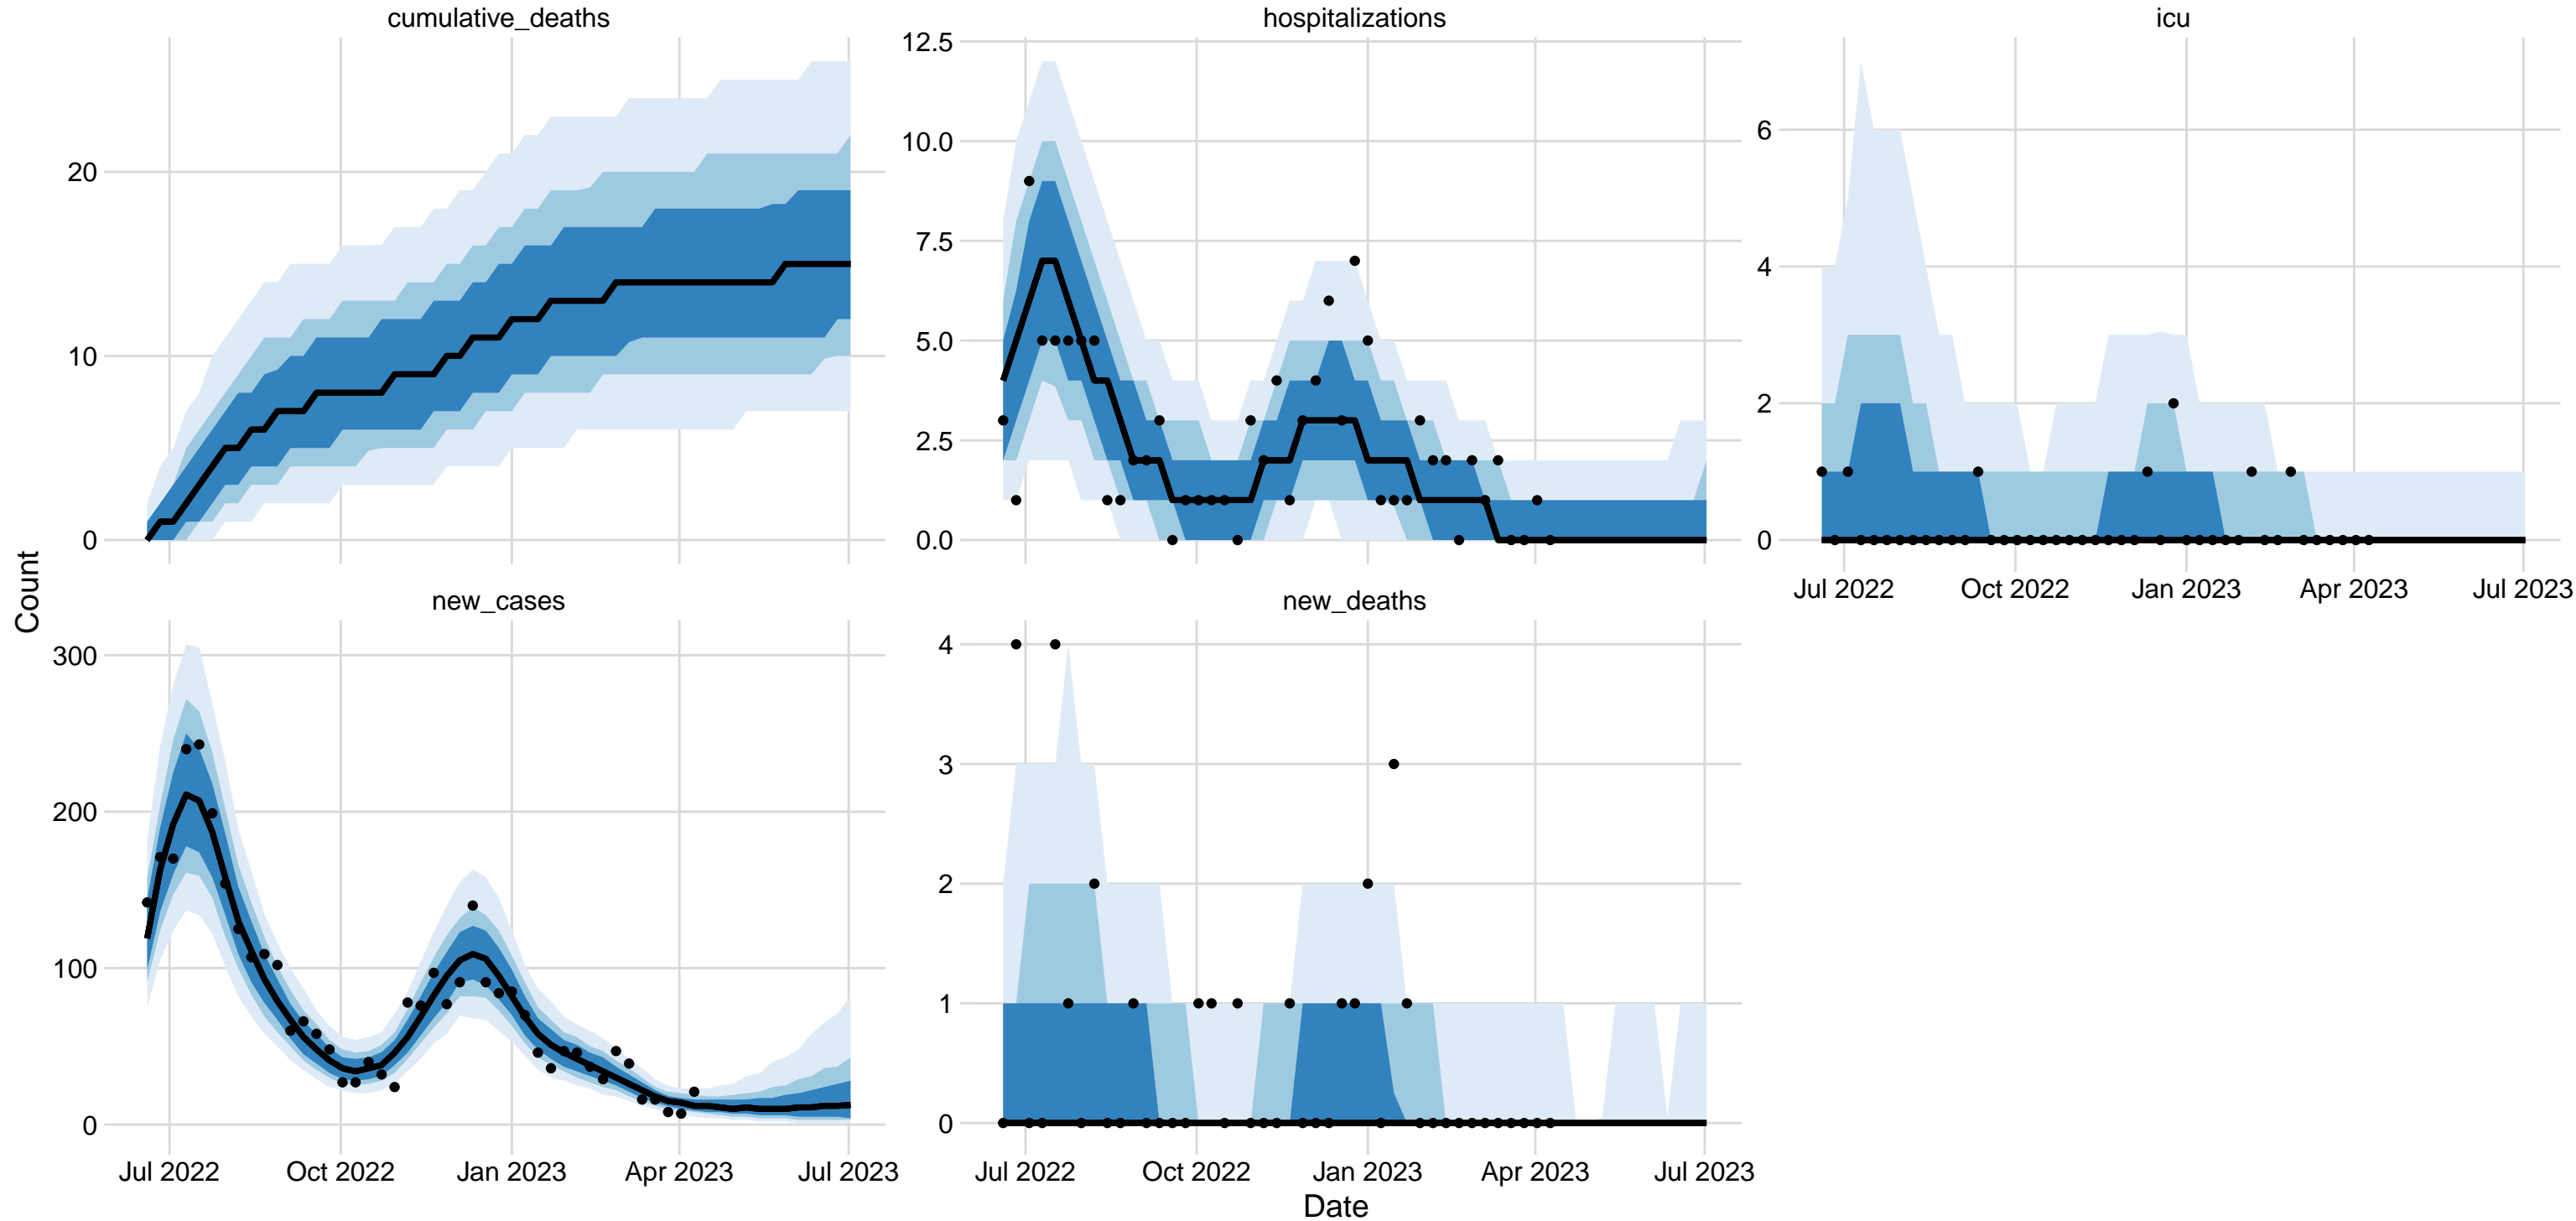 cumulative_deaths
20
10
0
hospitalizations
12.5
10.0
7.5
5.0
2.5
0.0
icu
6
4
2
0
Jul 2022 Oct 2022 Jan 2023 Apr 2023 Jul 2023
Count
new_cases
300
200
100
0
Jul 2022 Oct 2022 Jan 2023 Apr 2023 Jul 2023
new_deaths
4
3
2
1
0
Jul 2022 Oct 2022 Jan 2023 Apr 2023 Jul 2023
Date